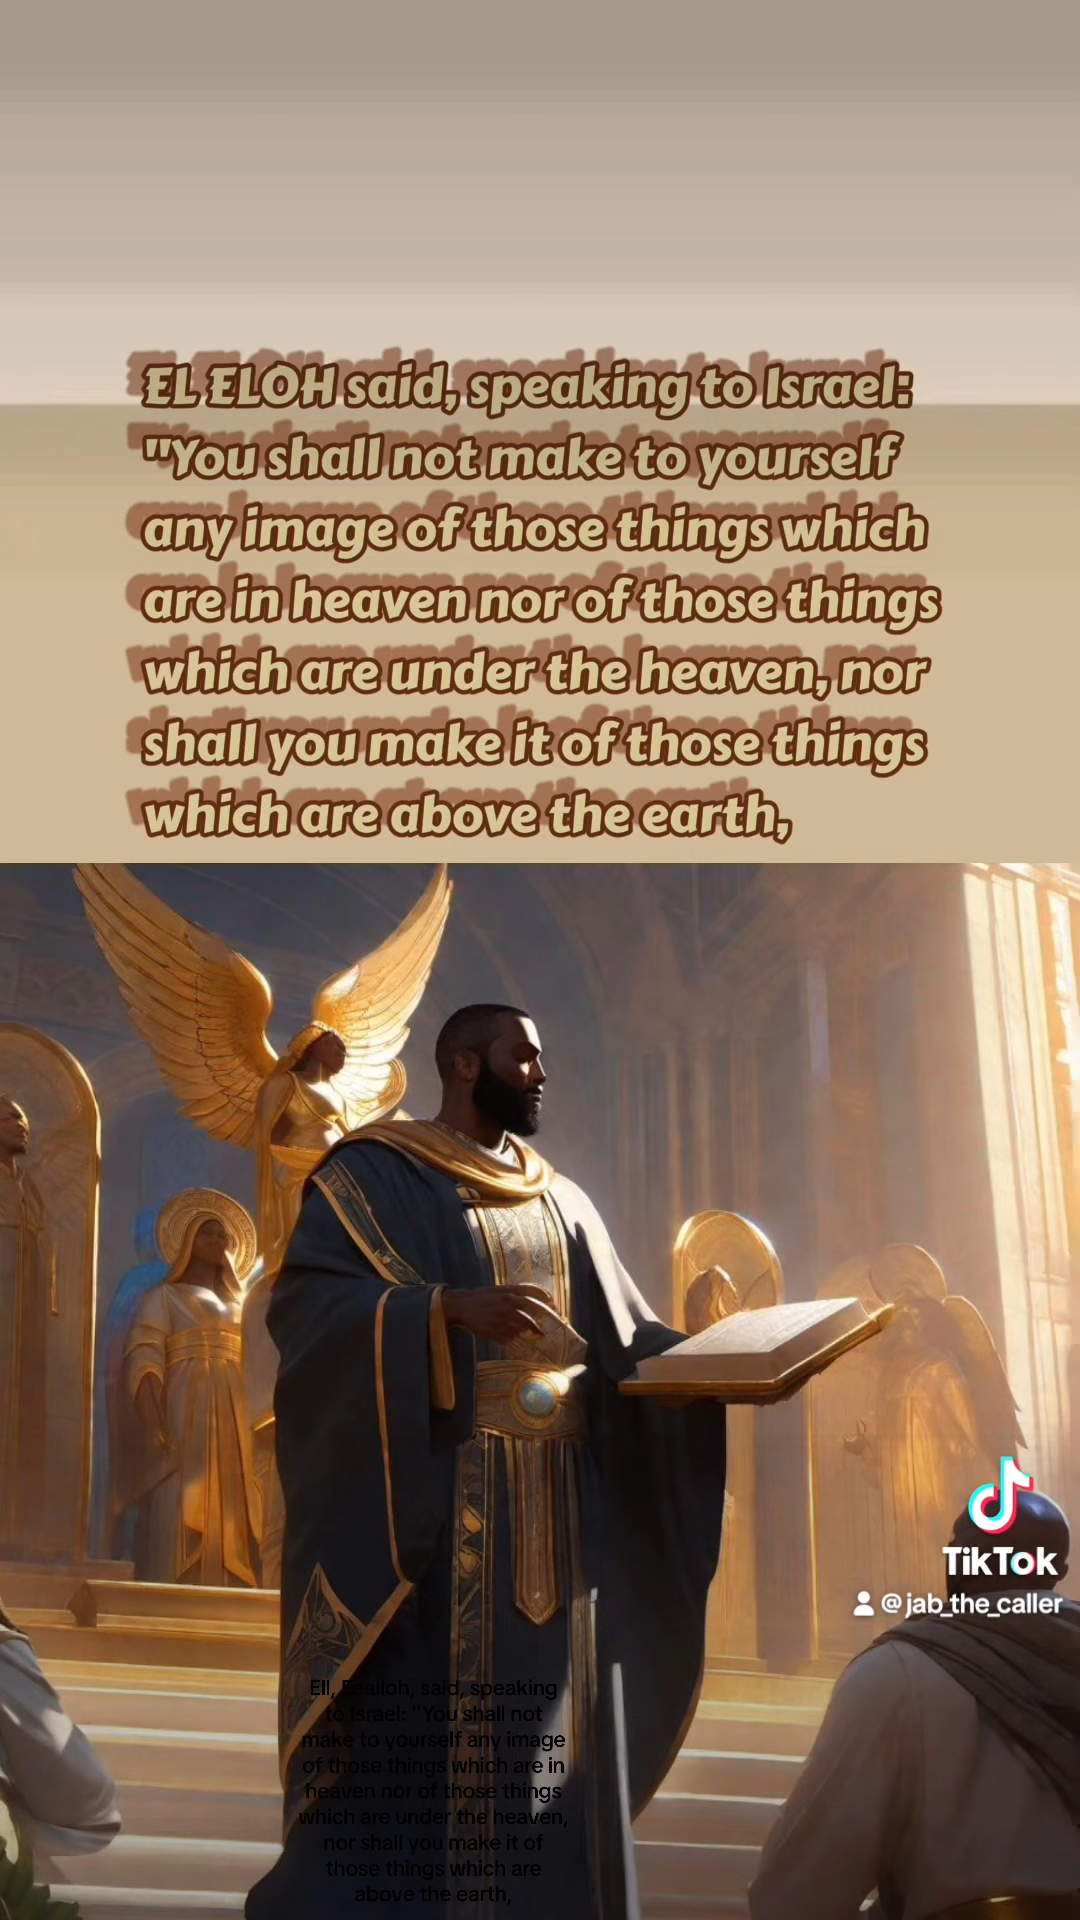 EL ELOH said, speaking to Israel:
"You shall not make to yourself
any image of those things which
are in heaven nor of those things
which are under the heaven, nor
shall you make it of those things
which are above the earth,
TikTok
@jab_the_caller
Ell, said, speaking
to Israel: "You shall not
make to yourself any image
of those things which are in
heaven nor of those things
which are under the heaven,
nor shall you make it of
those things which are
above the earth,